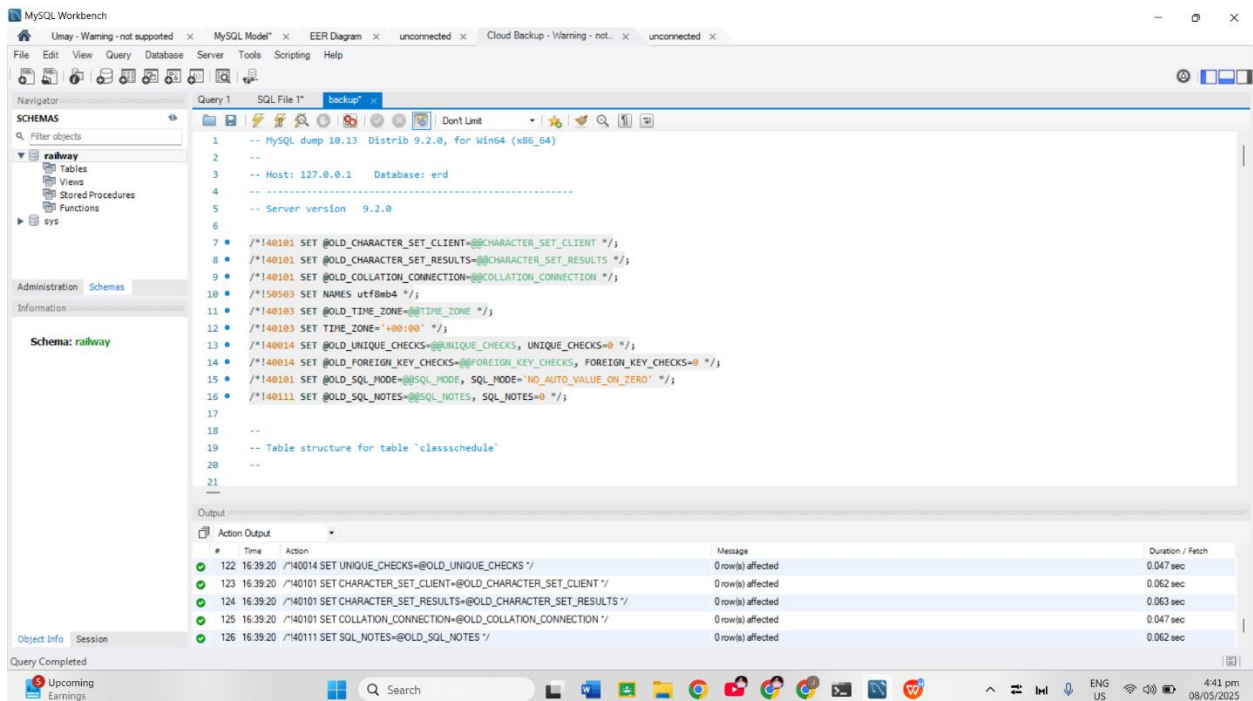 MySQL Workbench
Umay - Warning - not supported
MySQL Model*
EER Diagram
unconnected
Cloud Backup - Warning - not...
unconnected
File Edit View Query Database Server Tools Scripting Help
Navigator
SCHEMAS
Filter objects
railway
Tables
Views
Stored Procedures
Functions
sys
Administration Schemas
Information
Schema: railway
Object Info Session
Query 1 SQL File 1* backup*
Don't Limit
1 -- MySQL dump 10.13 Distrib 9.2.0, for Win64 (x86_64)
2 --
3 -- Host: 127.0.0.1 Database: erd
4 -- ------------------------------------------------------
5 -- Server version 9.2.0
6
7 /*!40101 SET @OLD_CHARACTER_SET_CLIENT=@@CHARACTER_SET_CLIENT */;
8 /*!40101 SET @OLD_CHARACTER_SET_RESULTS=@@CHARACTER_SET_RESULTS */;
9 /*!40101 SET @OLD_COLLATION_CONNECTION=@@COLLATION_CONNECTION */;
10 /*!50503 SET NAMES utf8mb4 */;
11 /*!40103 SET @OLD_TIME_ZONE=@@TIME_ZONE */;
12 /*!40103 SET TIME_ZONE='+00:00' */;
13 /*!40014 SET @OLD_UNIQUE_CHECKS=@@UNIQUE_CHECKS, UNIQUE_CHECKS=0 */;
14 /*!40014 SET @OLD_FOREIGN_KEY_CHECKS=@@FOREIGN_KEY_CHECKS, FOREIGN_KEY_CHECKS=0 */;
15 /*!40101 SET @OLD_SQL_MODE=@@SQL_MODE, SQL_MODE='NO_AUTO_VALUE_ON_ZERO' */;
16 /*!40111 SET @OLD_SQL_NOTES=@@SQL_NOTES, SQL_NOTES=0 */;
17
18 --
19 -- Table structure for table `classschedule`
20 --
21
Output
Action Output
# Time Action Message Duration / Fetch
122 16:39:20 /*!40014 SET UNIQUE_CHECKS=@OLD_UNIQUE_CHECKS */ 0 row(s) affected 0.047 sec
123 16:39:20 /*!40101 SET CHARACTER_SET_CLIENT=@OLD_CHARACTER_SET_CLIENT */ 0 row(s) affected 0.062 sec
124 16:39:20 /*!40101 SET CHARACTER_SET_RESULTS=@OLD_CHARACTER_SET_RESULTS */ 0 row(s) affected 0.063 sec
125 16:39:20 /*!40101 SET COLLATION_CONNECTION=@OLD_COLLATION_CONNECTION */ 0 row(s) affected 0.047 sec
126 16:39:20 /*!40111 SET SQL_NOTES=@OLD_SQL_NOTES */ 0 row(s) affected 0.062 sec
Query Completed
5 Upcoming
Earnings
Search
ENG
US
4:41 pm
08/05/2025